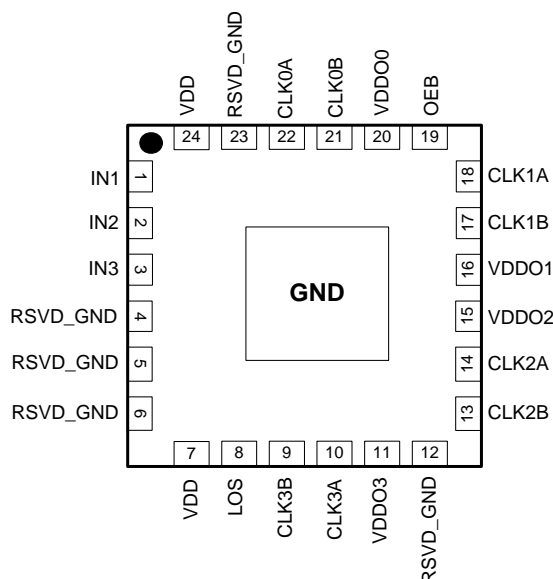 VDD
RSVD_GND
CLK0A
CLK0B
VDDO0
OEB
24
23
22
21
20
19
IN1
1
18
CLK1A
IN2
2
17
CLK1B
IN3
3
16
VDDO1
GND
RSVD_GND
4
15
VDDO2
RSVD_GND
5
14
CLK2A
RSVD_GND
6
13
CLK2B
7
8
9
10
11
12
VDD
LOS
CLK3B
CLK3A
VDDO3
RSVD_GND